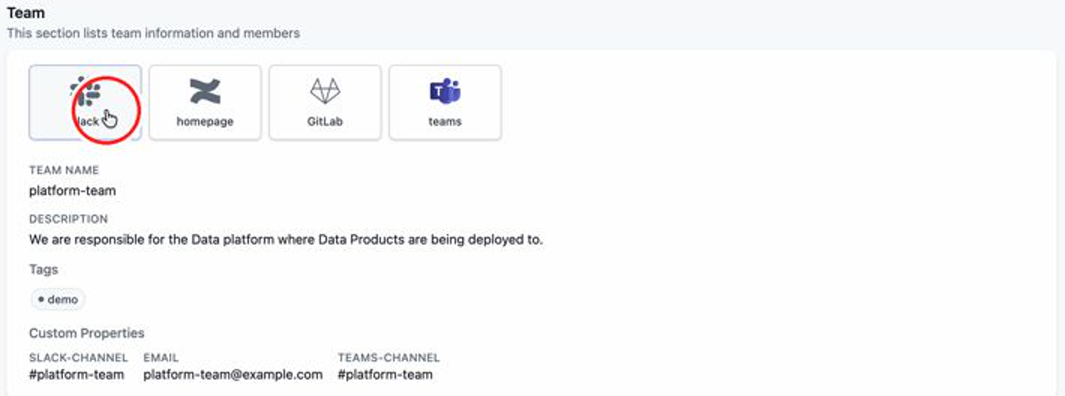 Team
This section lists team information and members
lack homepage GitLab teams
TEAM NAME
platform-team
DESCRIPTION
We are responsible for the Data platform where Data Products are being deployed to.
Tags
demo
Custom Properties
SLACK-CHANNEL EMAIL TEAMS-CHANNEL
#platform-team platform-team@example.com #platform-team